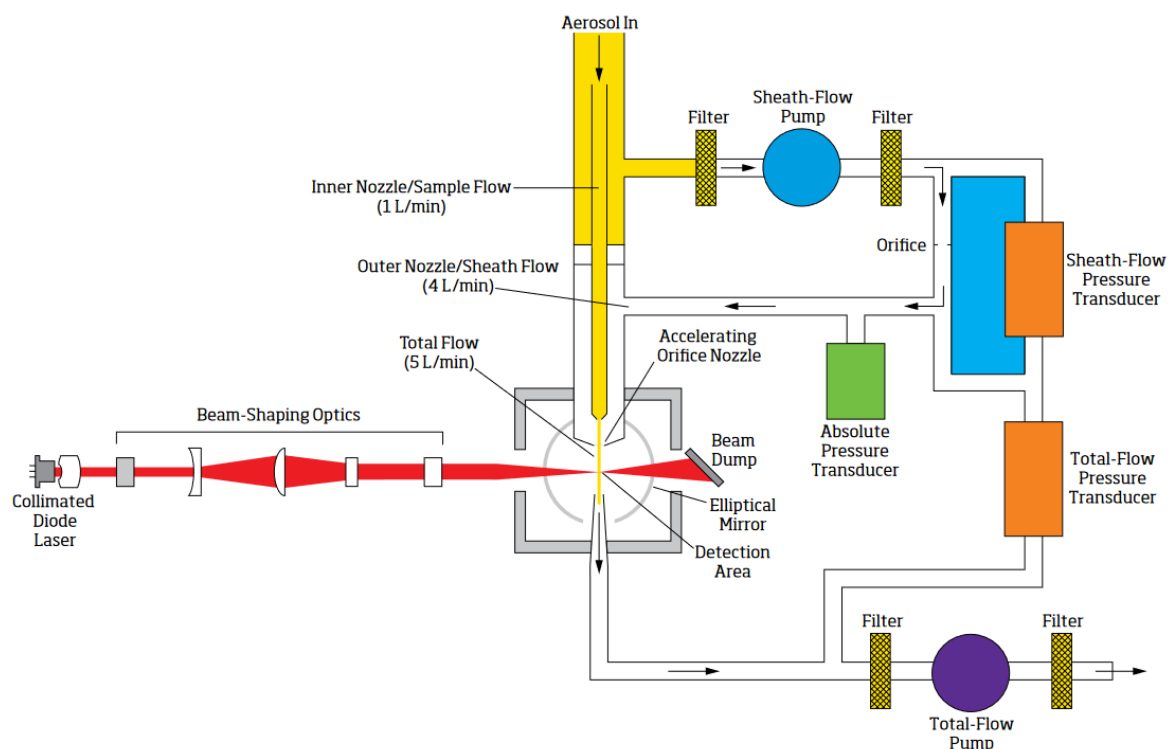 Aerosol In
Filter
Sheath-Flow
Pump
Filter
Inner Nozzle/Sample Flow
(1 L/min)
Orifice
Outer Nozzle/Sheath Flow
(4 L/min)
Sheath-Flow
Pressure
Transducer
Total Flow
(5 L/min)
Accelerating
Orifice Nozzle
Beam-Shaping Optics
Beam
Dump
Absolute
Pressure
Transducer
Total-Flow
Pressure
Transducer
Collimated
Diode
Laser
Elliptical
Mirror
Detection
Area
Filter
Filter
Total-Flow
Pump